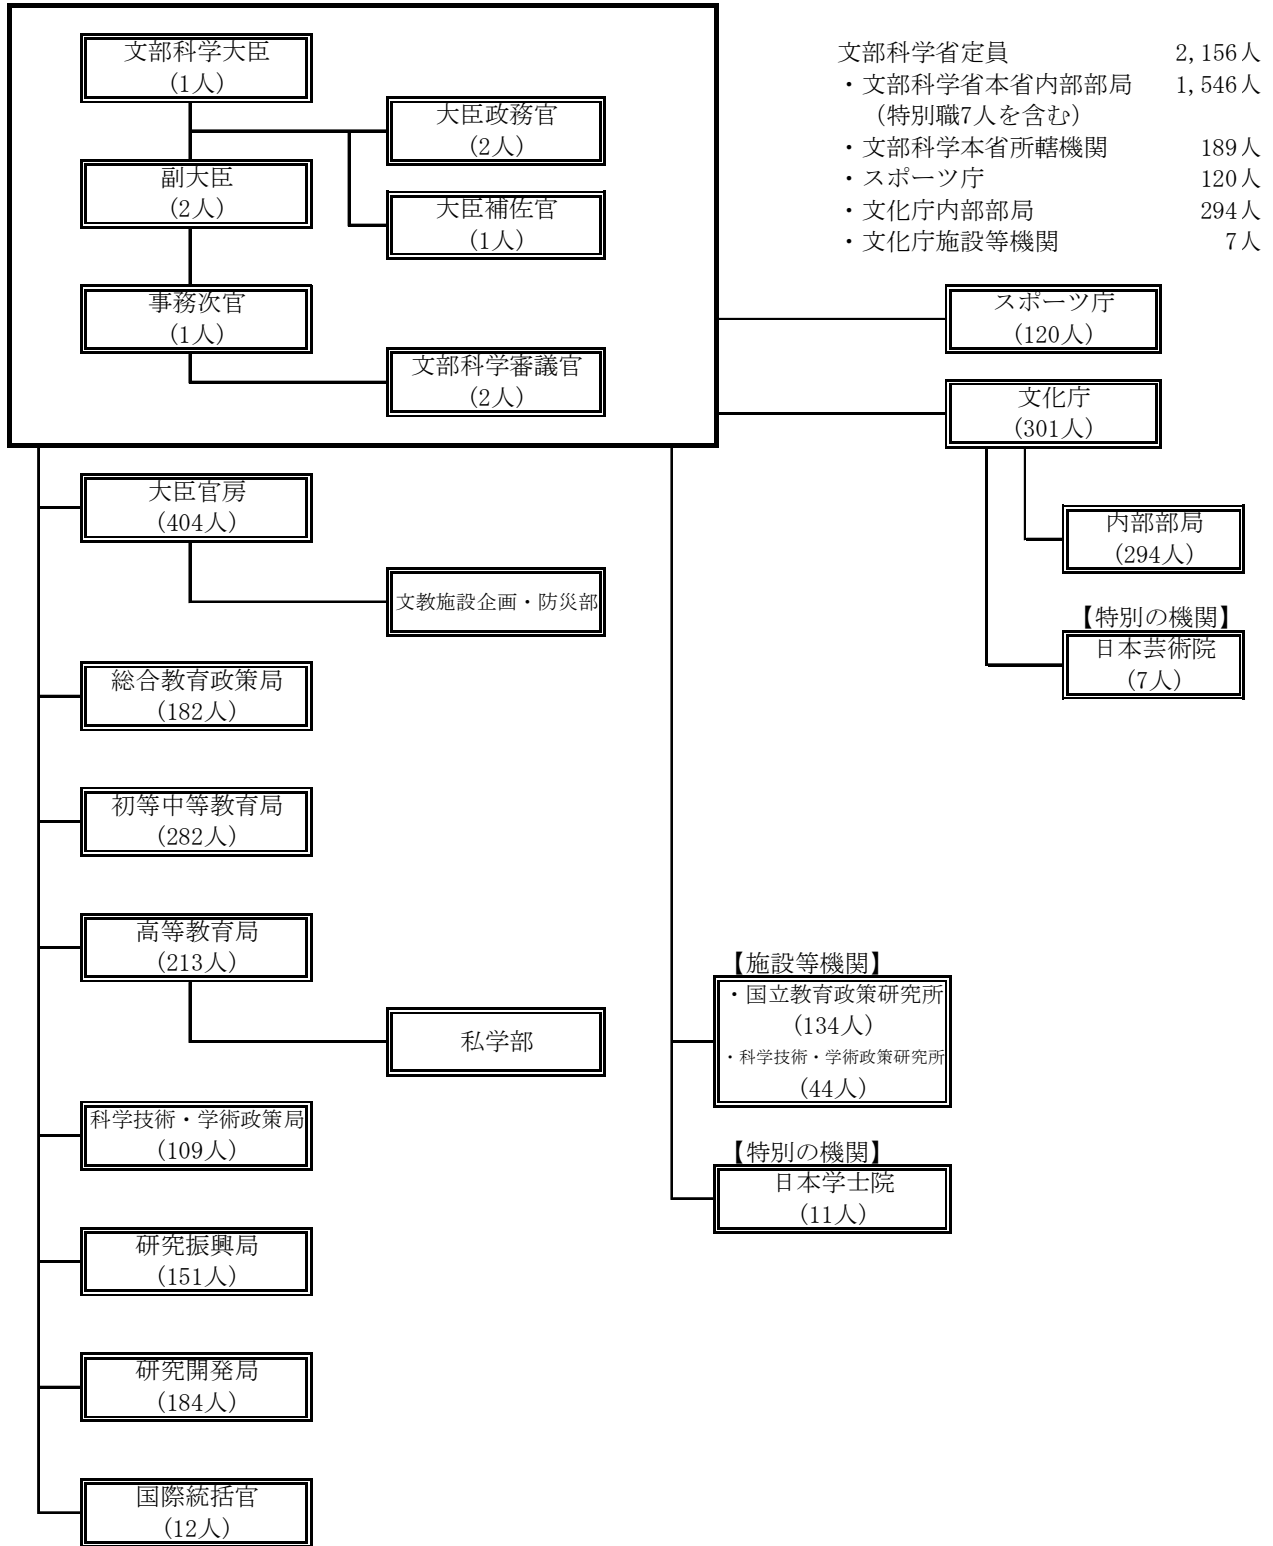 文部科学大臣
(1人)
大臣政務官
(2人)
副大臣
(2人)
大臣補佐官
(1人)
事務次官
(1人)
文部科学審議官
(2人)
文部科学省定員 2,156人
・文部科学省本省内部部局 1,546人
(特別職7人を含む)
・文部科学本省所轄機関 189人
・スポーツ庁 120人
・文化庁内部部局 294人
・文化庁施設等機関 7人
スポーツ庁
(120人)
文化庁
(301人)
内部部局
(294人)
【特別の機関】
日本芸術院
(7人)
大臣官房
(404人)
文教施設企画・防災部
総合教育政策局
(182人)
初等中等教育局
(282人)
高等教育局
(213人)
私学部
科学技術・学術政策局
(109人)
研究振興局
(151人)
研究開発局
(184人)
国際統括官
(12人)
【施設等機関】
・国立教育政策研究所
(134人)
・科学技術・学術政策研究所
(44人)
【特別の機関】
日本学士院
(11人)